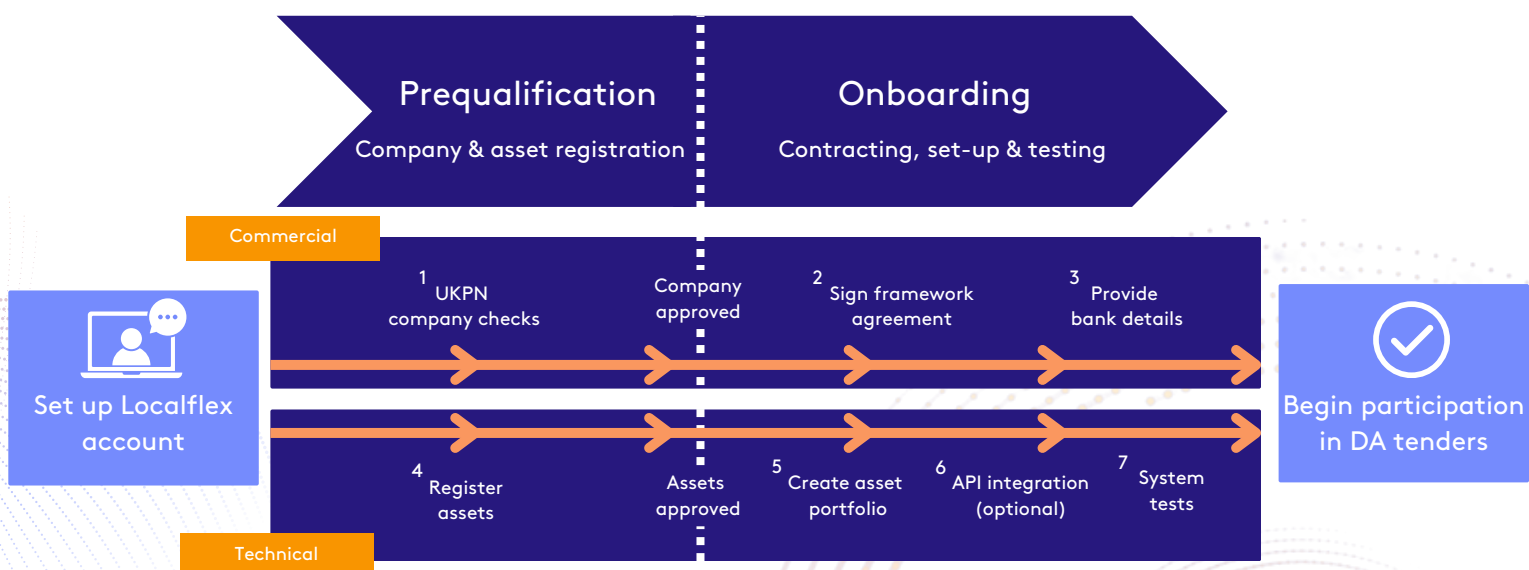 Prequalification
Company & asset registration
Onboarding
Contracting, set-up & testing
Commercial
Set up Localflex
account
1
UKPN
company checks
Company
approved
2
Sign framework
agreement
3
Provide
bank details
4
Register
assets
Assets
approved
5
Create asset
portfolio
6
API integration
(optional)
7
System
tests
Technical
Begin participation
in DA tenders